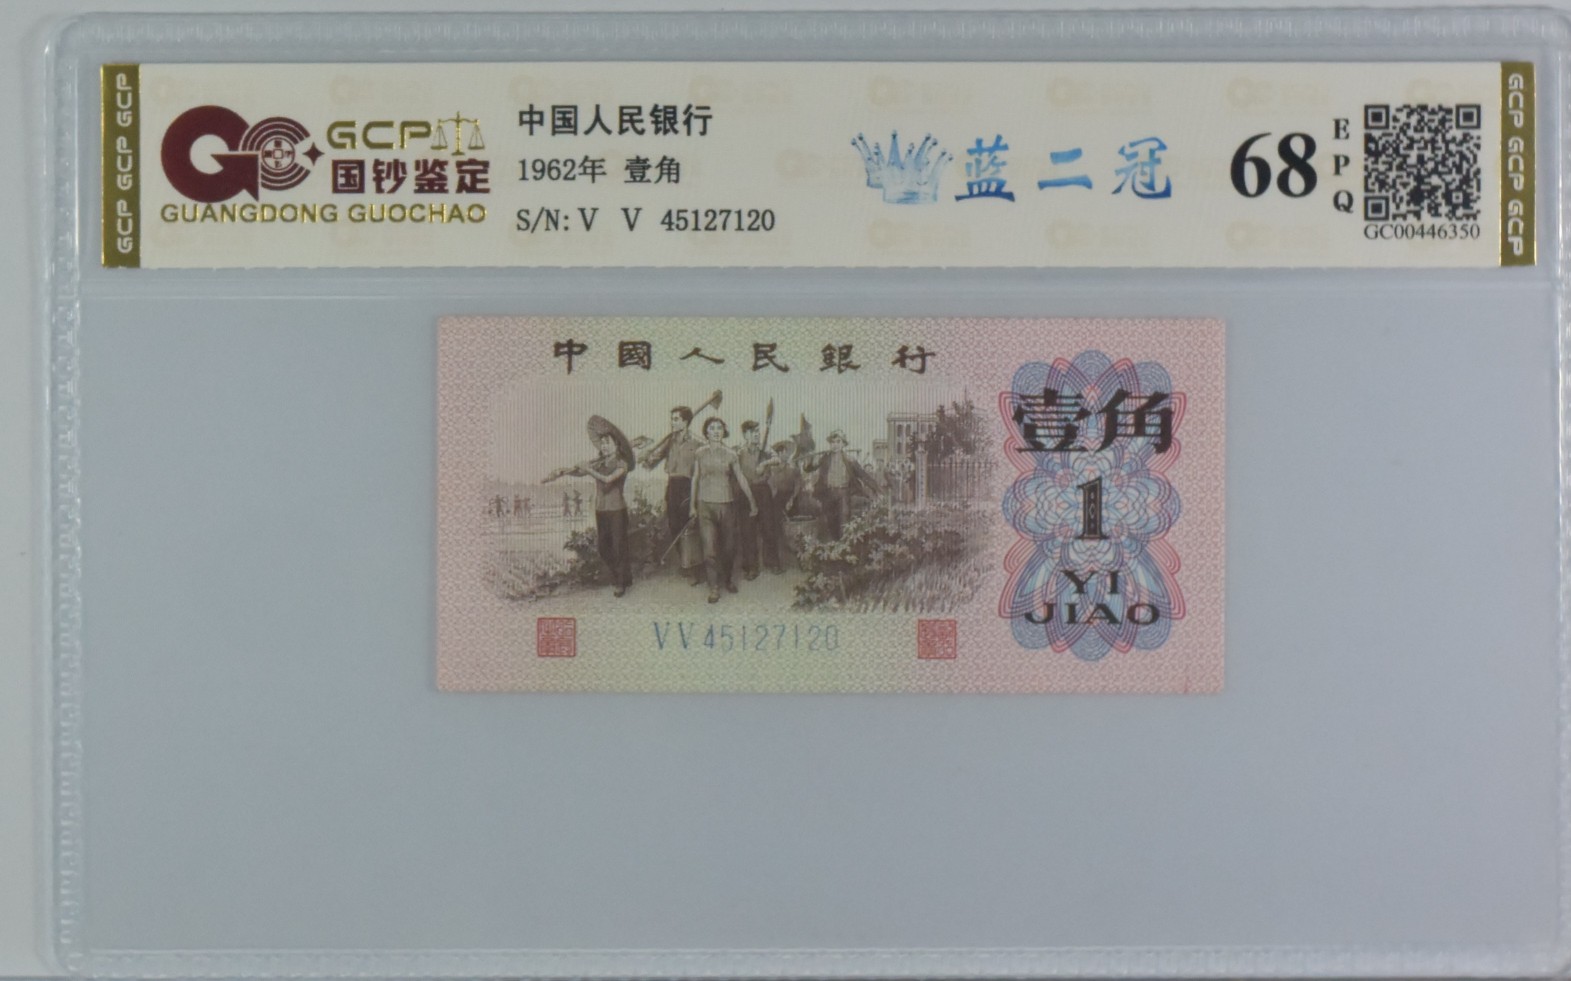 GCP GCP GCP
GCP
国钞鉴定
GUANGDONG GUOCHAO
中国人民银行
1962年 壹角
S/N: V V 45127120
蓝二冠
68
EPQ
GC00446350
GCP GCP GCP
中國人民銀行
壹角
1
YI
JIAO
VV45127120